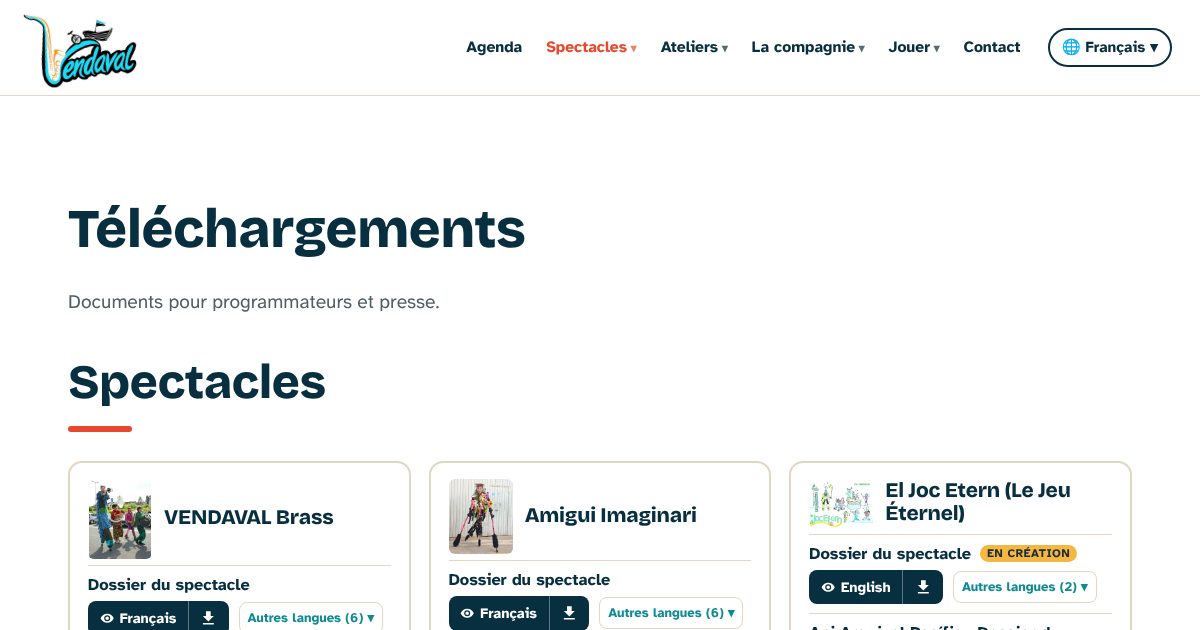 Vendaval
Agenda
Spectacles ▾
Ateliers ▾
La compagnie ▾
Jouer ▾
Contact
🌐 Français ▾
Téléchargements
Documents pour programmateurs et presse.
Spectacles
VENDAVAL Brass
Dossier du spectacle
Français
Autres langues (6) ▾
Amigui Imaginari
Dossier du spectacle
Français
Autres langues (6) ▾
El Joc Etern (Le Jeu
Éternel)
Dossier du spectacle EN CRÉATION
English
Autres langues (2) ▾